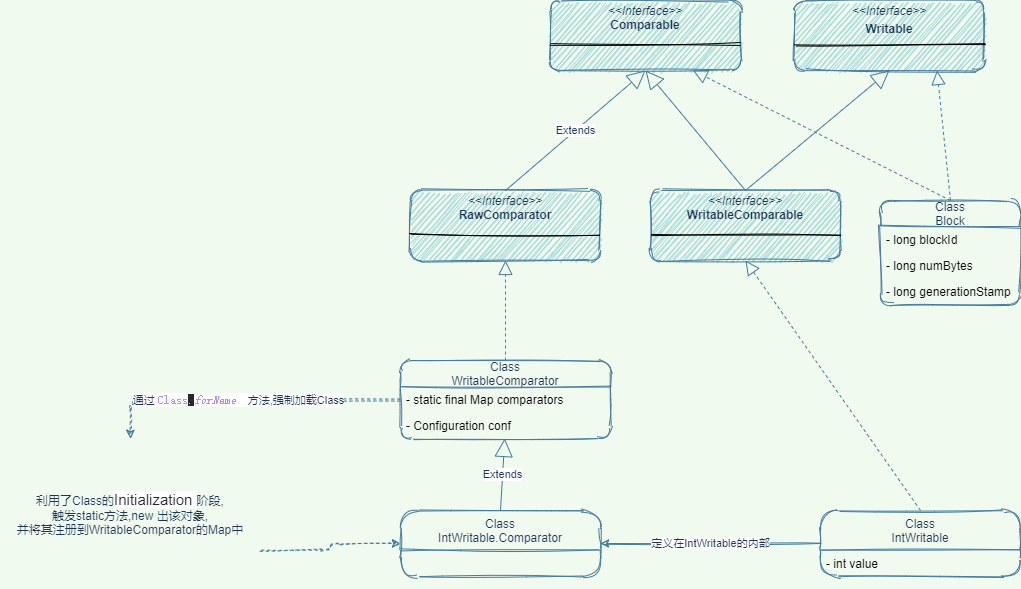 <<Interface>>
Comparable
<<Interface>>
Writable
Extends
<<Interface>>
RawComparator
<<Interface>>
WritableComparable
Class
Block
- long blockId
- long numBytes
- long generationStamp
Class
WritableComparator
- static final Map comparators
- Configuration conf
通过 Class.forName 方法,强制加载Class
Extends
利用了Class的Initialization 阶段,
触发static方法,new 出该对象,
并将其注册到WritableComparator的Map中
Class
IntWritable.Comparator
定义在IntWritable的内部
Class
IntWritable
- int value